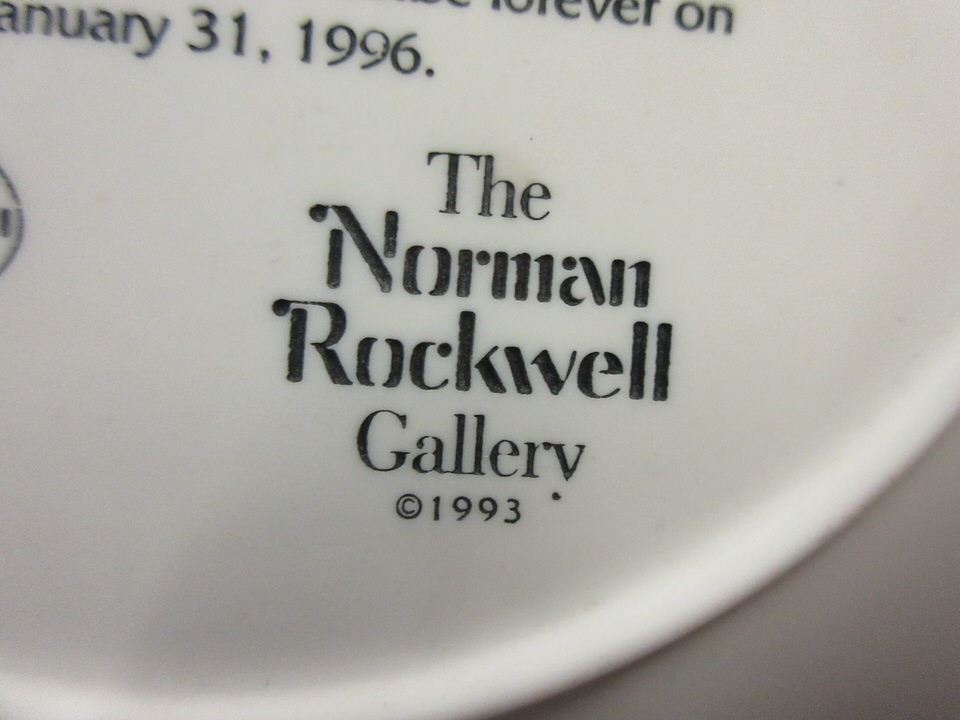 forever on
anuary 31, 1996.
The
Norman
Rockwell
Gallery
©1993